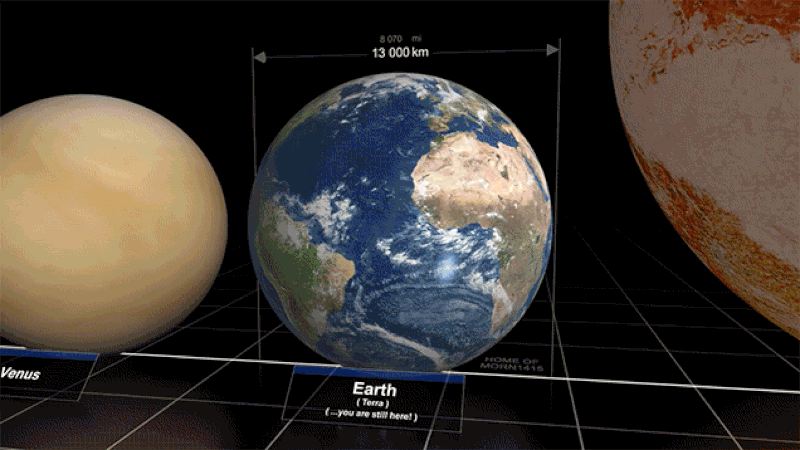 8 070 mi
13 000 km
Venus
Earth
( Terra )
( ...you are still here! )
HOME OF
MORN1415